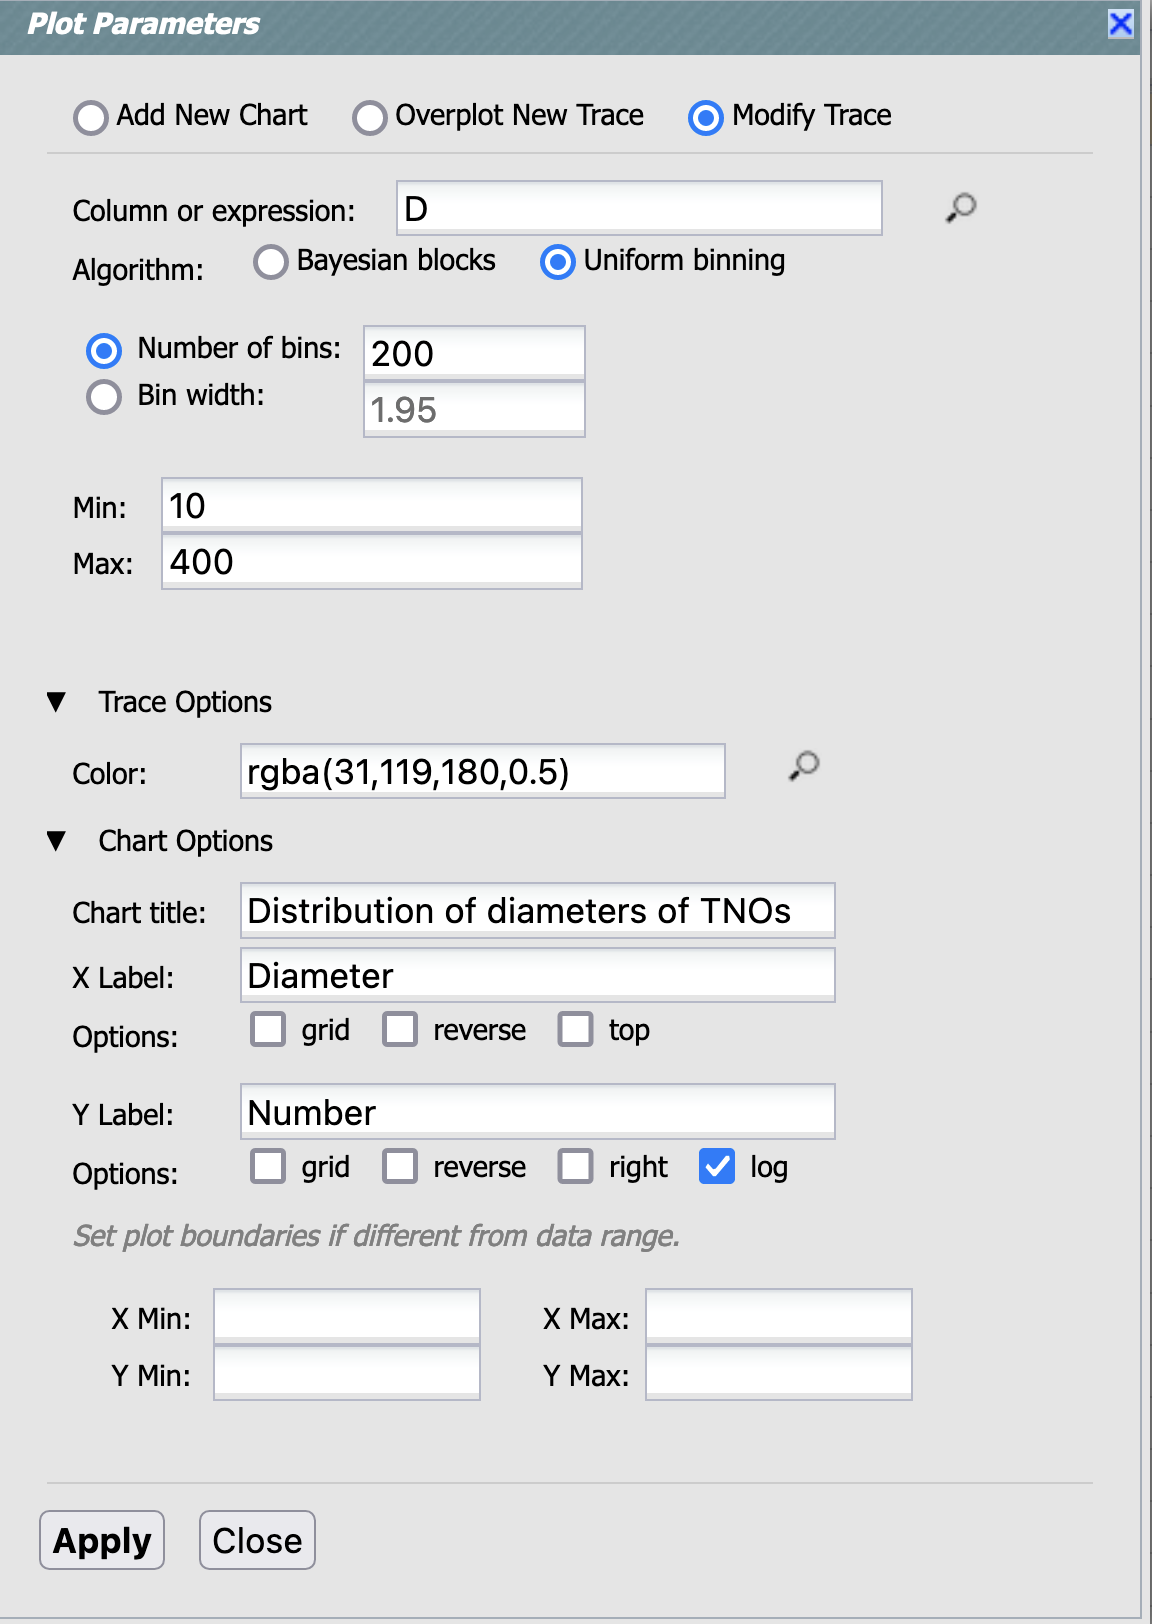 Plot Parameters
Add New Chart Overplot New Trace Modify Trace
Column or expression: D
Algorithm: Bayesian blocks Uniform binning
Number of bins: 200
Bin width: 1.95
Min: 10
Max: 400
Trace Options
Color: rgba(31,119,180,0.5)
Chart Options
Chart title: Distribution of diameters of TNOs
X Label: Diameter
Options: grid reverse top
Y Label: Number
Options: grid reverse right log
Set plot boundaries if different from data range.
X Min: X Max:
Y Min: Y Max:
Apply Close